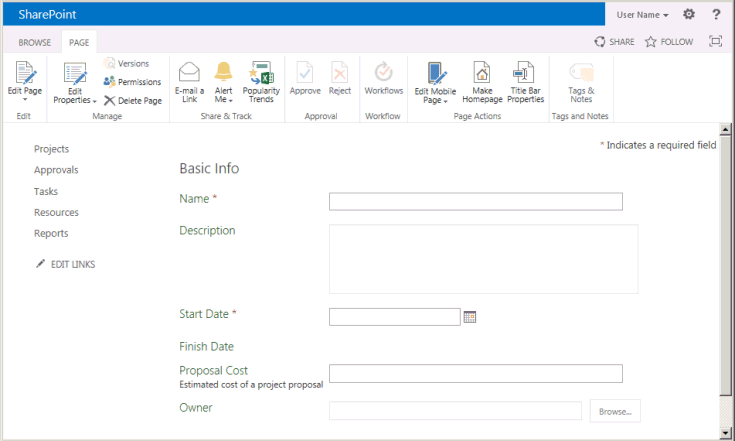 SharePoint
User Name
?
BROWSE PAGE
SHARE FOLLOW
Edit Page
Edit Properties
Versions
Permissions
Delete Page
E-mail a Link
Alert Me
Popularity Trends
Approve
Reject
Workflows
Edit Mobile Page
Make Homepage
Title Bar Properties
Tags & Notes
Edit Manage Share & Track Approval Workflow Page Actions Tags and Notes
* Indicates a required field
Projects
Approvals
Tasks
Resources
Reports
EDIT LINKS
Basic Info
Name *
Description
Start Date *
Finish Date
Proposal Cost
Estimated cost of a project proposal
Owner
Browse...